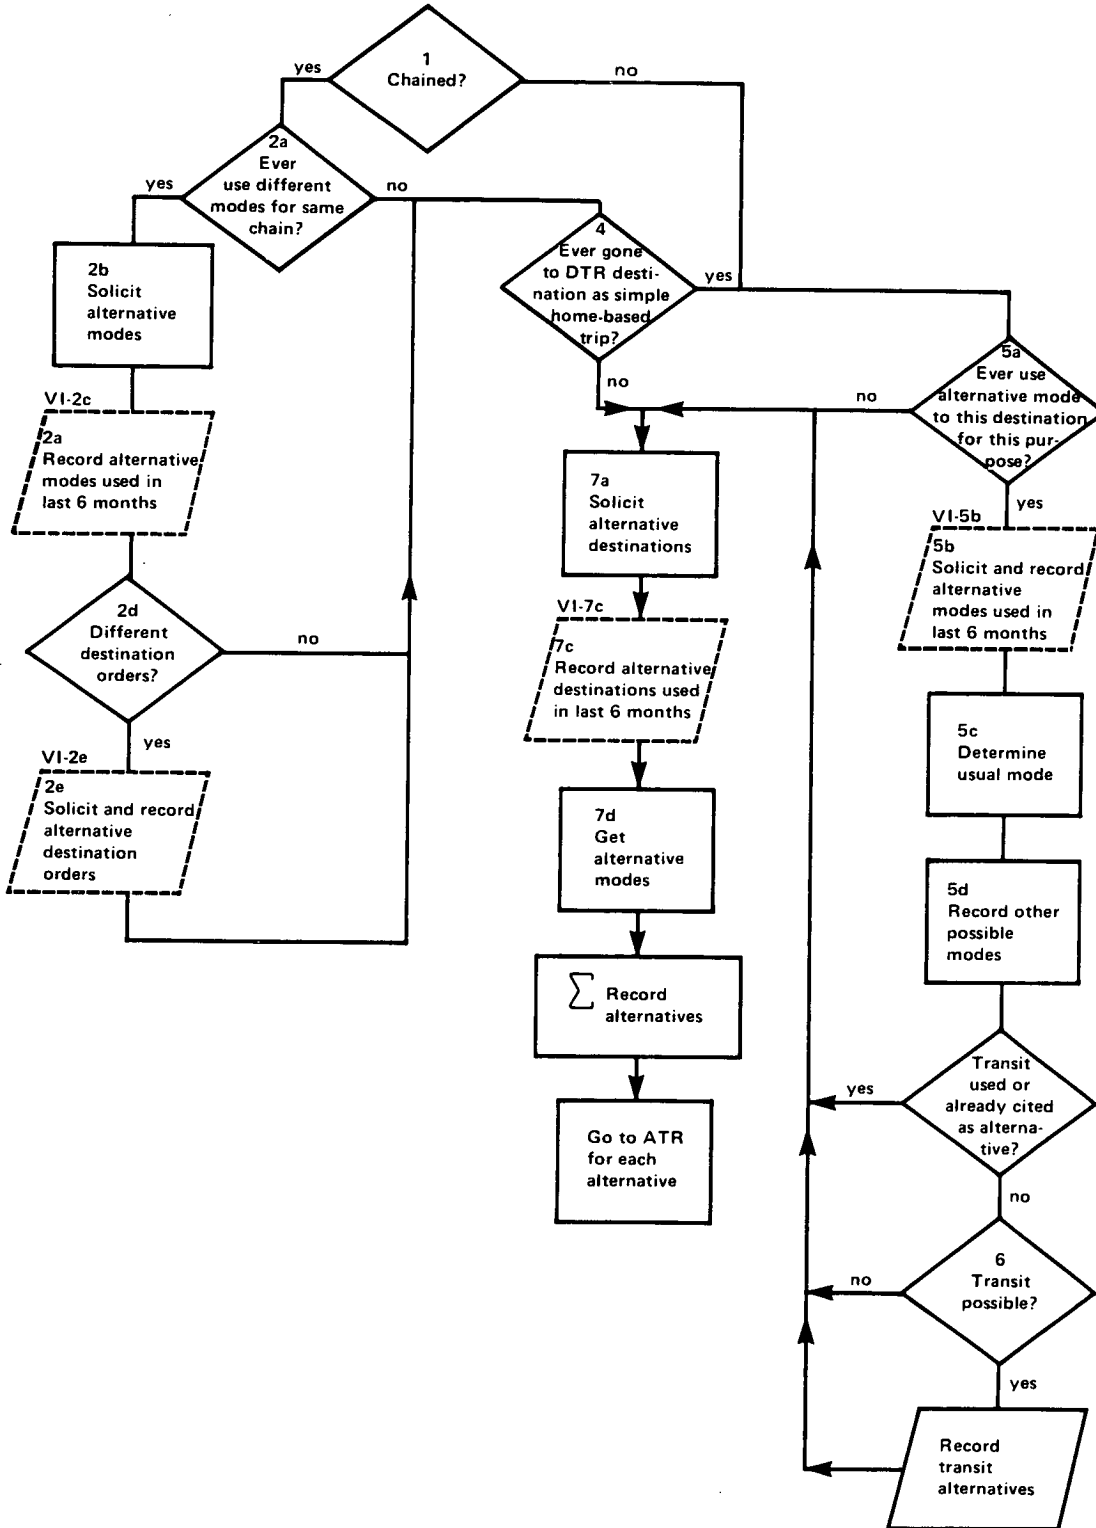 1
Chained?
yes
no
2a
Ever
use different
modes for same
chain?
yes
no
2b
Solicit
alternative
modes
VI-2c
2a
Record alternative
modes used in
last 6 months
2d
Different
destination
orders?
no
yes
VI-2e
2e
Solicit and record
alternative
destination
orders
4
Ever gone
to DTR desti-
nation as simple
home-based
trip?
yes
no
7a
Solicit
alternative
destinations
VI-7c
7c
Record alternative
destinations used
in last 6 months
7d
Get
alternative
modes
∑ Record
alternatives
Go to ATR
for each
alternative
5a
Ever use
alternative mode
to this destination
for this pur-
pose?
no
yes
VI-5b
5b
Solicit and record
alternative
modes used in
last 6 months
5c
Determine
usual mode
5d
Record other
possible
modes
Transit
used or
already cited
as alterna-
tive?
yes
no
6
Transit
possible?
no
yes
Record
transit
alternatives